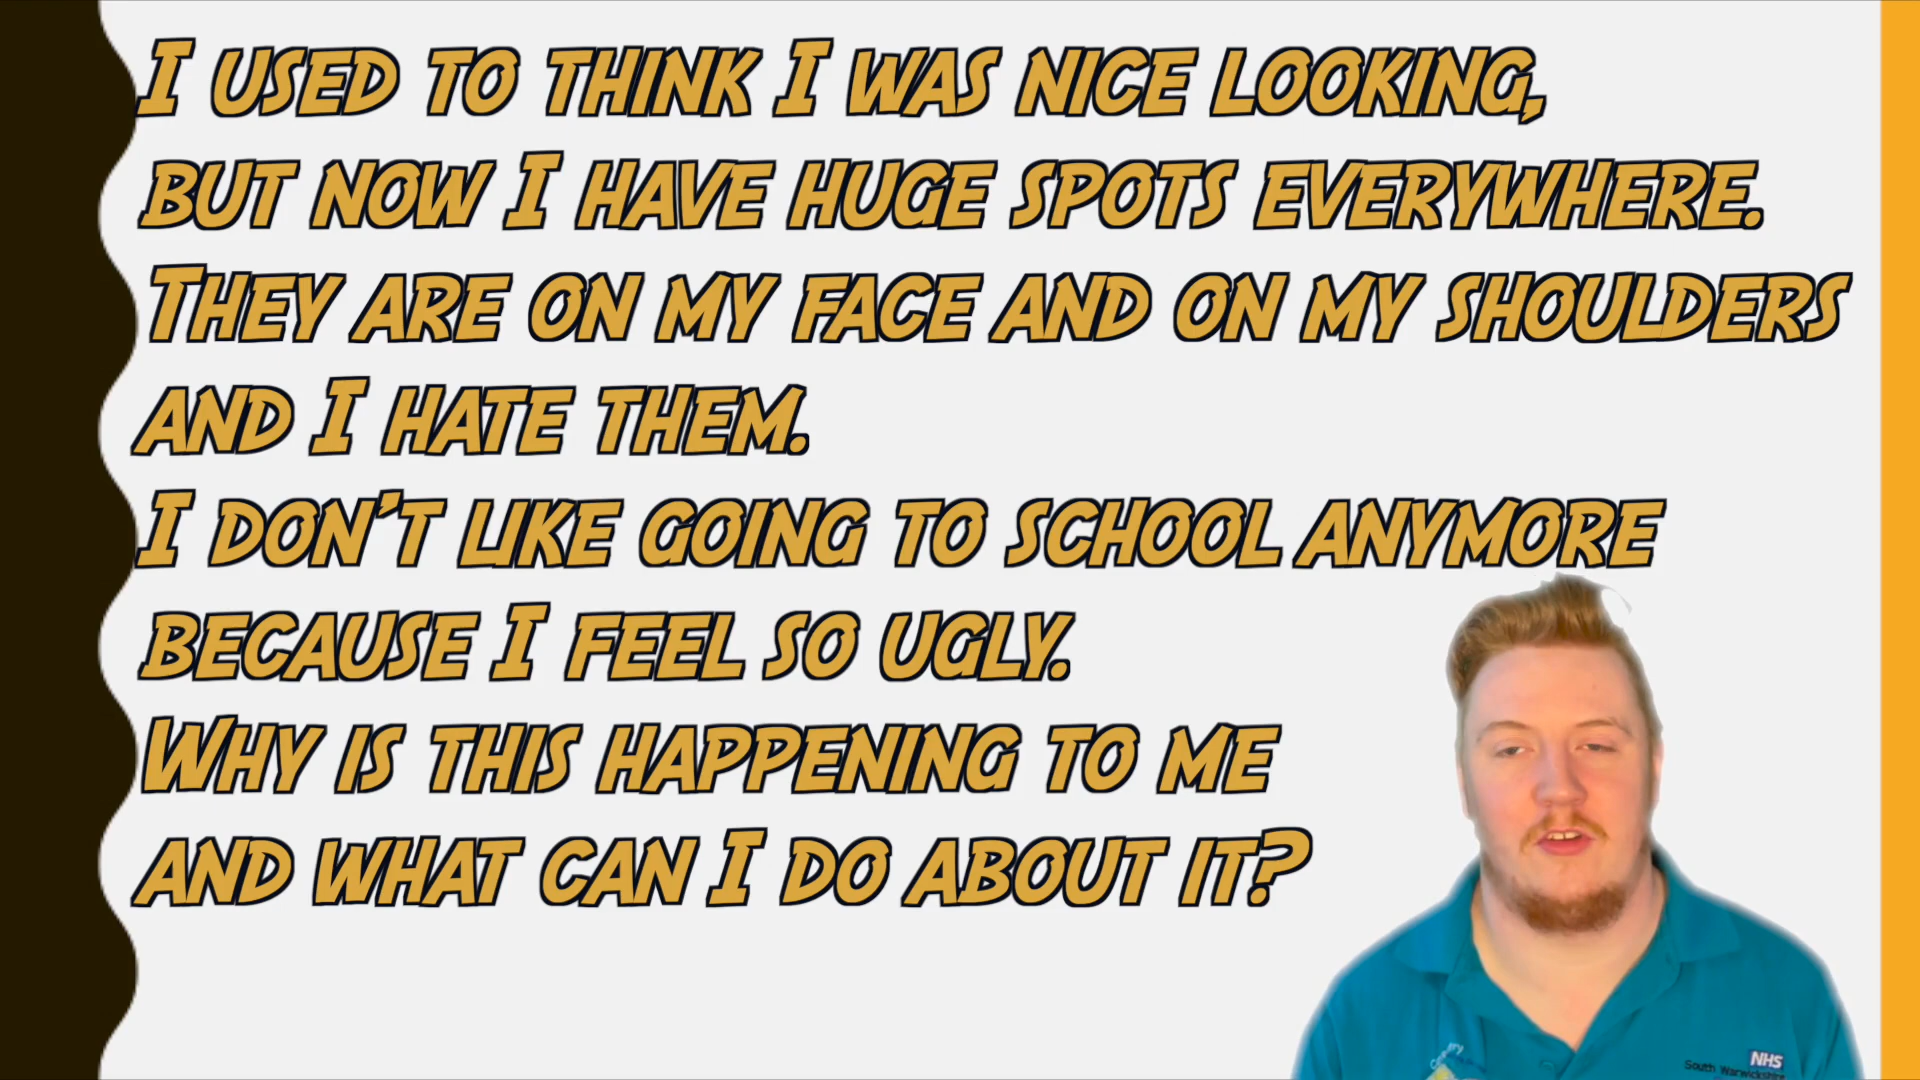 I used to think I was nice looking,
but now I have huge spots everywhere.
They are on my face and on my shoulders
and I hate them.
I don't like going to school anymore
because I feel so ugly.
Why is this happening to me
and what can I do about it?
NHS
South Warwickshire